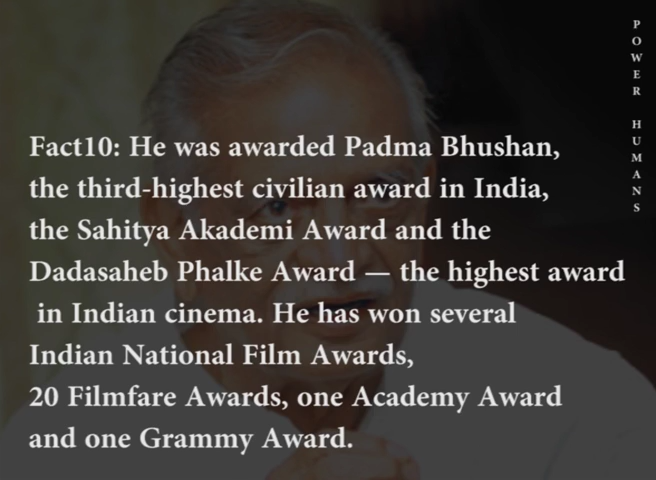 Fact10: He was awarded Padma Bhushan,
the third-highest civilian award in India,
the Sahitya Akademi Award and the
Dadasaheb Phalke Award — the highest award
in Indian cinema. He has won several
Indian National Film Awards,
20 Filmfare Awards, one Academy Award
and one Grammy Award.
POWER HUMANS